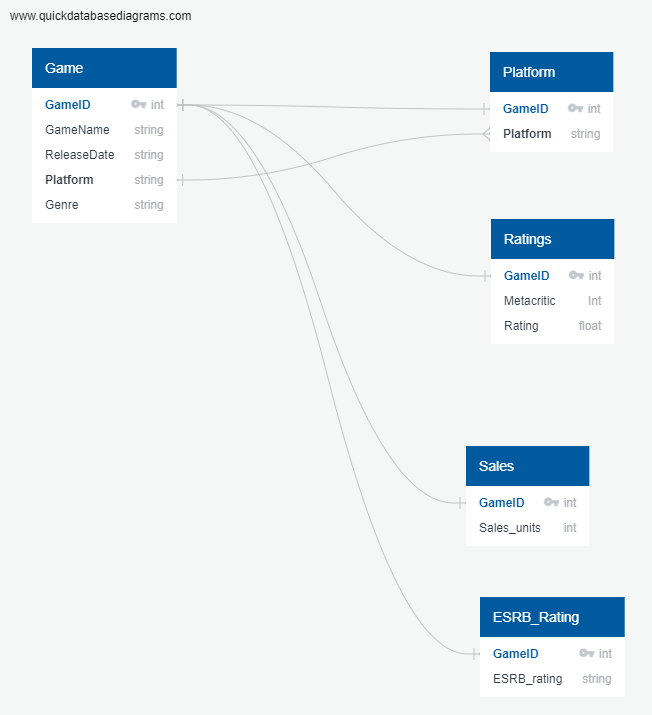 www.quickdatabasediagrams.com
Game
GameID int
GameName string
ReleaseDate string
Platform string
Genre string
Platform
GameID int
Platform string
Ratings
GameID int
Metacritic Int
Rating float
Sales
GameID int
Sales_units int
ESRB_Rating
GameID int
ESRB_rating string